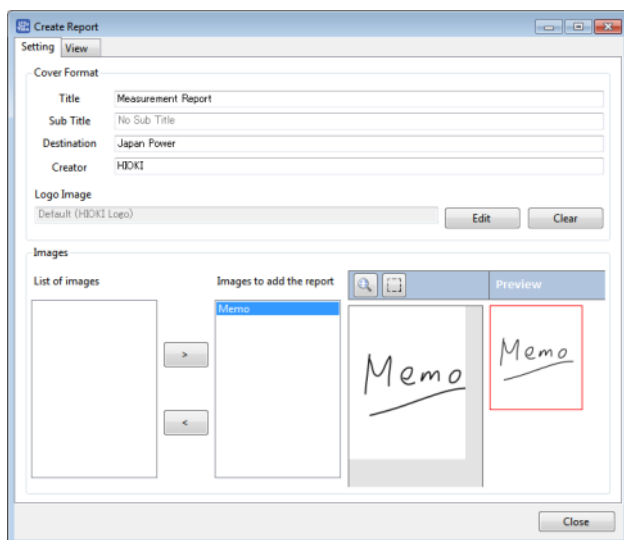 Create Report
Setting View
Cover Format
Title Measurement Report
Sub Title No Sub Title
Destination Japan Power
Creator HIOKI
Logo Image
Default (HIOKI Logo)
Edit Clear
Images
List of images Images to add the report Preview
Memo
>
<
Memo
Memo
Close